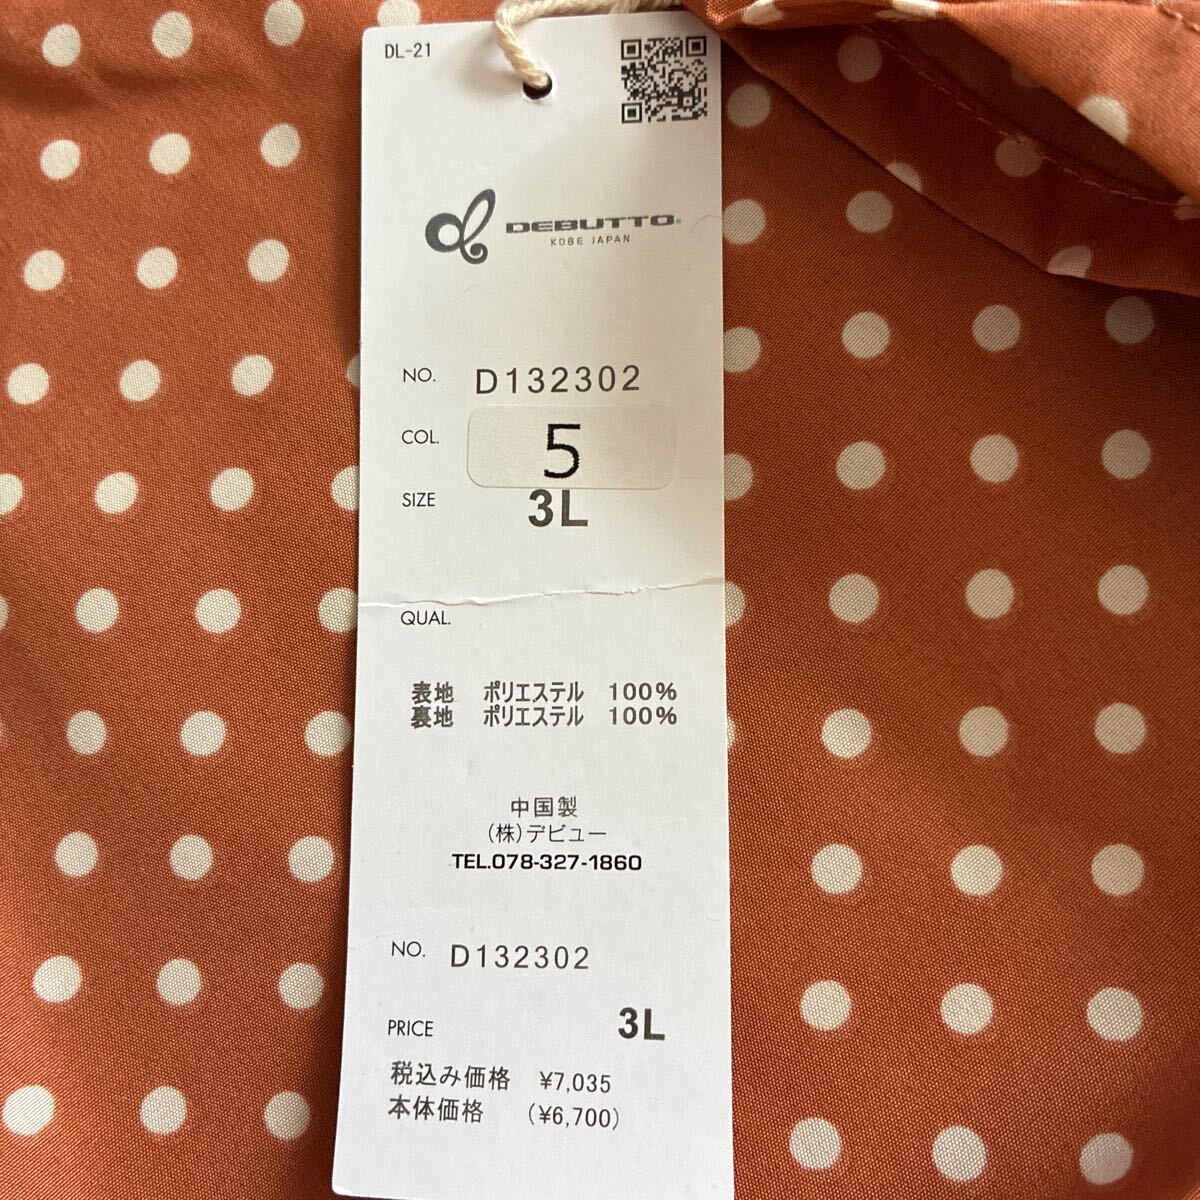 DL-21
DEBUTTO®
KOBE JAPAN
NO. D132302
COL. 5
SIZE 3L
QUAL.
表地 ポリエステル 100%
裏地 ポリエステル 100%
中国製
(株)デビュー
TEL.078-327-1860
NO. D132302
3L
PRICE
税込み価格 ¥7,035
本体価格 (¥6,700)